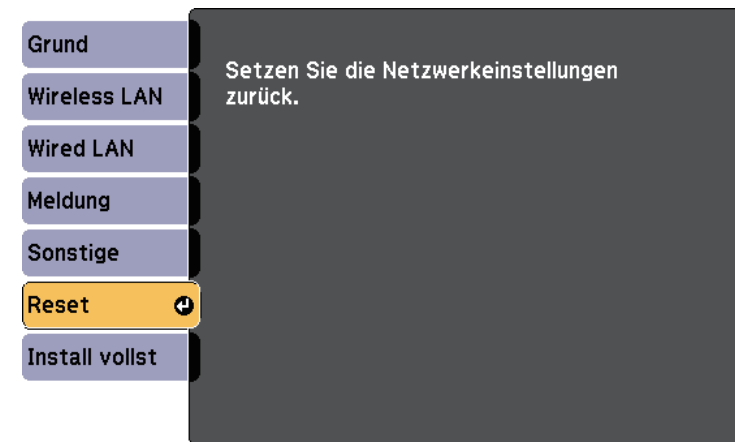 Grund
Wireless LAN
Wired LAN
Meldung
Sonstige
Reset
Install vollst
Setzen Sie die Netzwerkeinstellungen
zurück.